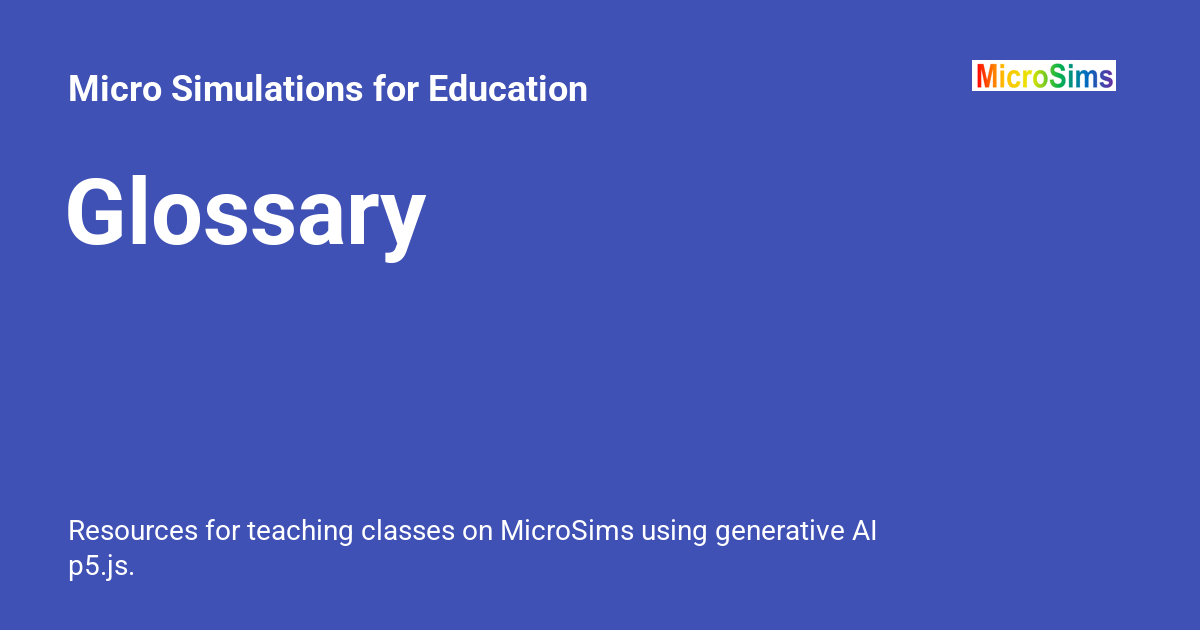 Micro Simulations for Education
MicroSims
Glossary
Resources for teaching classes on MicroSims using generative AI
p5.js.